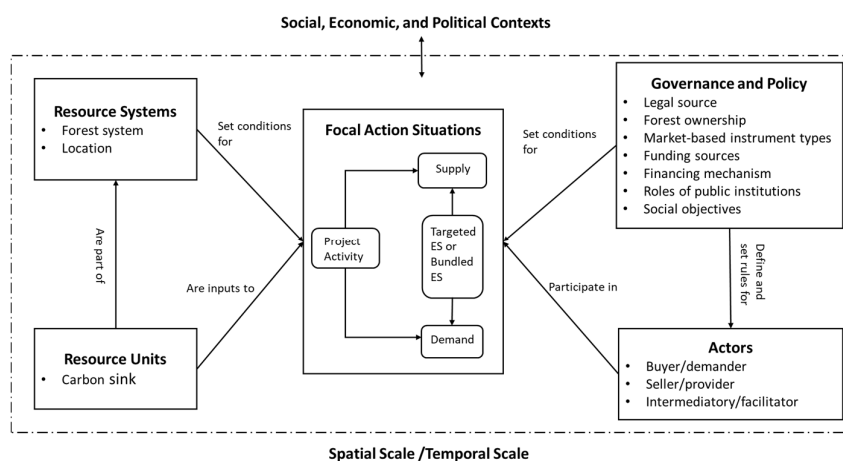 Social, Economic, and Political Contexts
Resource Systems
• Forest system
• Location
Set conditions
for
Are part of
Are inputs to
Resource Units
• Carbon sink
Focal Action Situations
Supply
Project
Activity
Targeted
ES or
Bundled
ES
Demand
Governance and Policy
• Legal source
• Forest ownership
• Market-based instrument types
• Funding sources
• Financing mechanism
• Roles of public institutions
• Social objectives
Set conditions
for
Define and
set rules for
Participate in
Actors
• Buyer/demander
• Seller/provider
• Intermediatory/facilitator
Spatial Scale /Temporal Scale